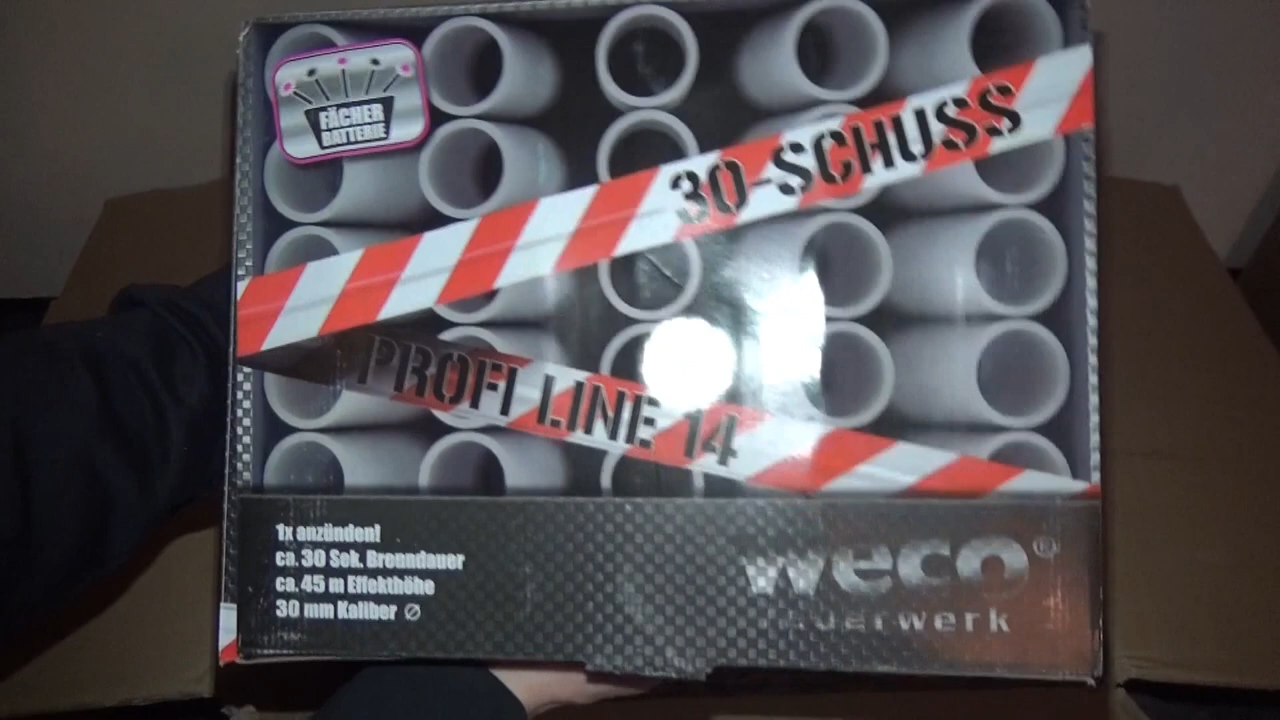 FÄCHER
BATTERIE
30-SCHUSS
PROFI LINE 14
1x anzünden!
ca. 30 Sek. Brenndauer
ca. 45 m Effekthöhe
30 mm Kaliber Ø
weco®
feuerwerk